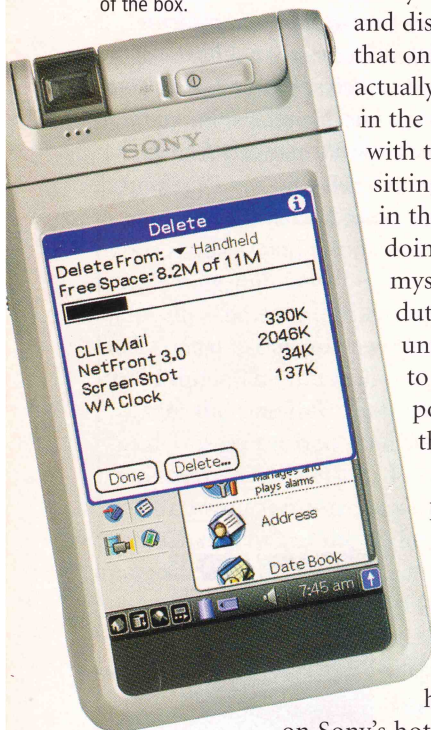 of the box.
and dis
that on
actually
in the
with t
sittin
in th
doin
mys
dut
un
to
po
th
h
on Sony's hot
SONY
Delete
Delete From: Handheld
Free Space: 8.2M of 11M
CLIE Mail 330K
NetFront 3.0 2046K
ScreenShot 34K
WA Clock 137K
Done Delete...
Manages and
plays alarms
Address
Date Book
7:45 am